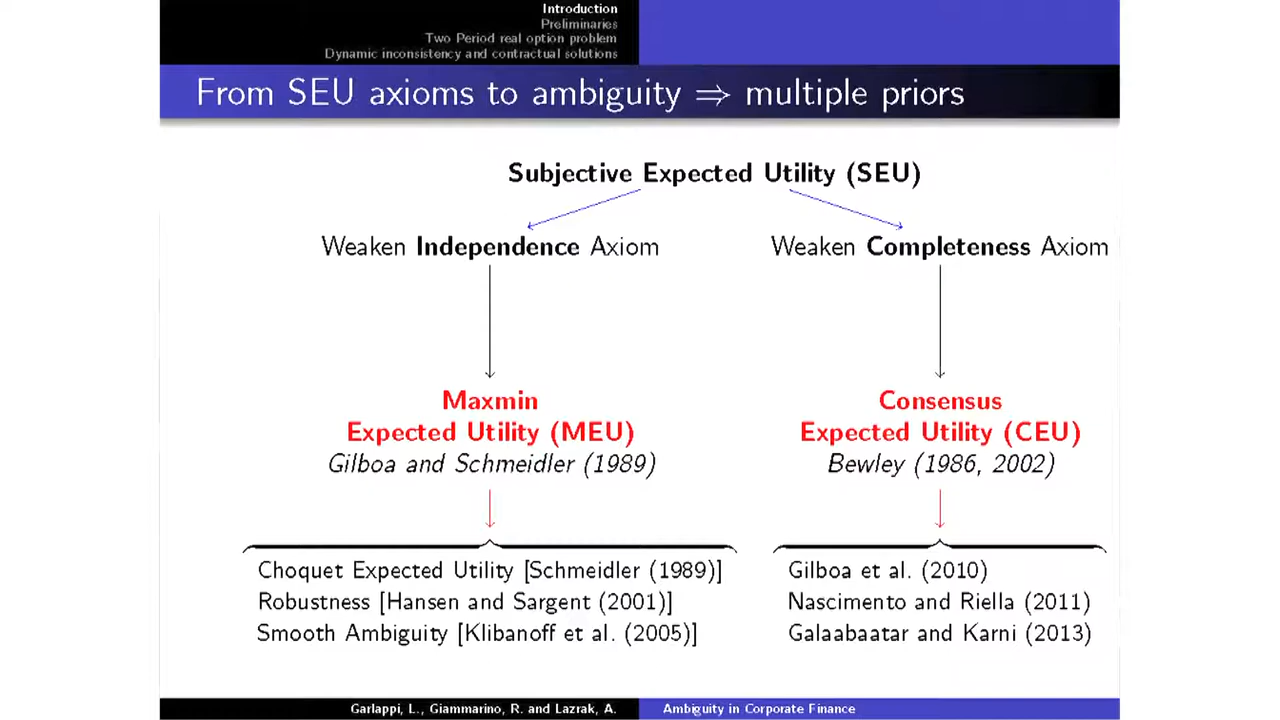 Introduction
Preliminaries
Two Period real option problem
Dynamic inconsistency and contractual solutions
From SEU axioms to ambiguity ⇒ multiple priors
Subjective Expected Utility (SEU)
Weaken Independence Axiom
Weaken Completeness Axiom
Maxmin
Expected Utility (MEU)
Gilboa and Schmeidler (1989)
Consensus
Expected Utility (CEU)
Bewley (1986, 2002)
Choquet Expected Utility [Schmeidler (1989)]
Robustness [Hansen and Sargent (2001)]
Smooth Ambiguity [Klibanoff et al. (2005)]
Gilboa et al. (2010)
Nascimento and Riella (2011)
Galaabaatar and Karni (2013)
Garlappi, L., Giammarino, R. and Lazrak, A.
Ambiguity in Corporate Finance